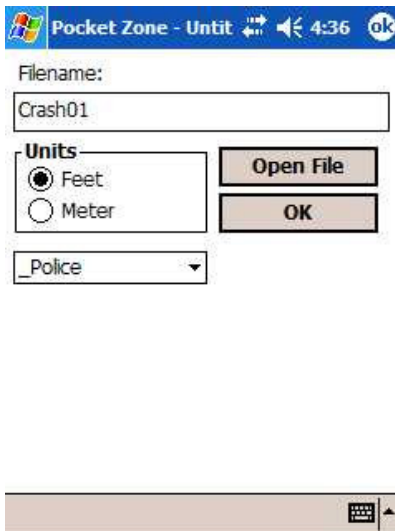 Pocket Zone - Untit 4:36 ok
Filename:
Crash01
Units
Feet
Meter
Open File
OK
_Police